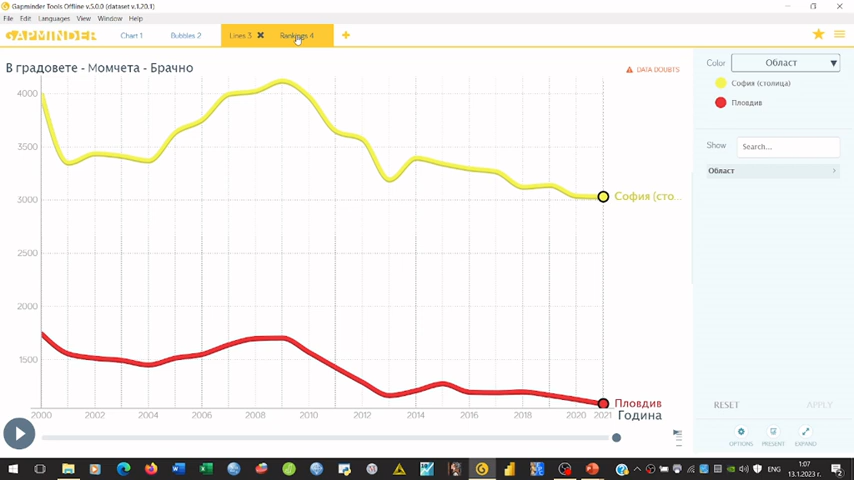 Gapminder Tools Offline v.5.0.0 (dataset v.1.20.1)
File Edit Languages View Window Help
GAPMINDER Chart 1 Bubbles 2 Lines 3 Rankings 4
В градовете - Момчета - Брачно
DATA DOUBTS
4000
3500
3000
2500
2000
1500
София (сто...
Пловдив
2000 2002 2004 2006 2008 2010 2012 2014 2016 2018 2020 2021
Година
Color Област
София (столица)
Пловдив
Show Search...
Област
RESET APPLY
OPTIONS PRESENT EXPAND
ENG
1:07
13.1.2023 г.